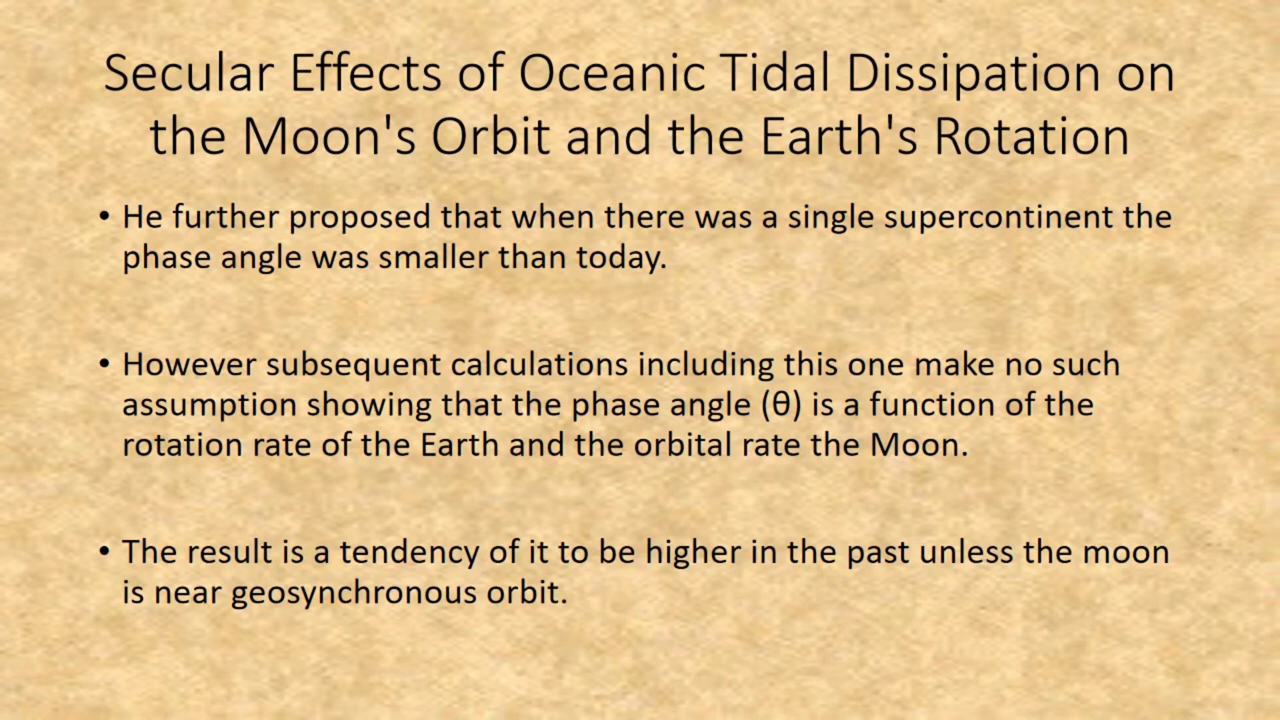 Secular Effects of Oceanic Tidal Dissipation on
the Moon's Orbit and the Earth's Rotation
• He further proposed that when there was a single supercontinent the
phase angle was smaller than today.
• However subsequent calculations including this one make no such
assumption showing that the phase angle (θ) is a function of the
rotation rate of the Earth and the orbital rate the Moon.
• The result is a tendency of it to be higher in the past unless the moon
is near geosynchronous orbit.